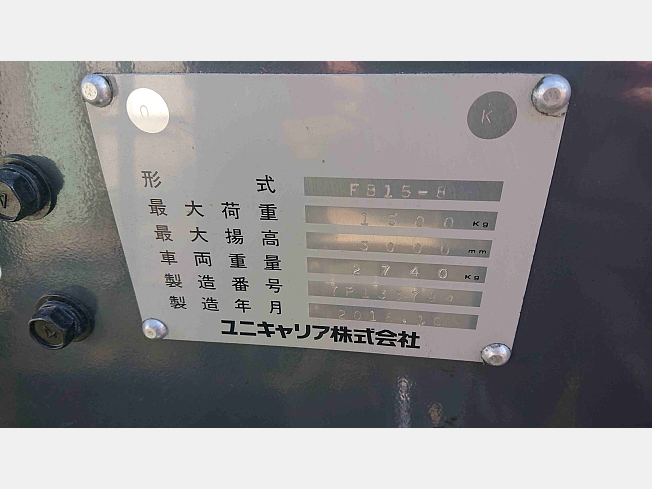 O K
形式 FB15-8
最大荷重 1500 Kg
最大揚高 3000 mm
車両重量 2740 Kg
製造番号
製造年月
ユニキャリア株式会社